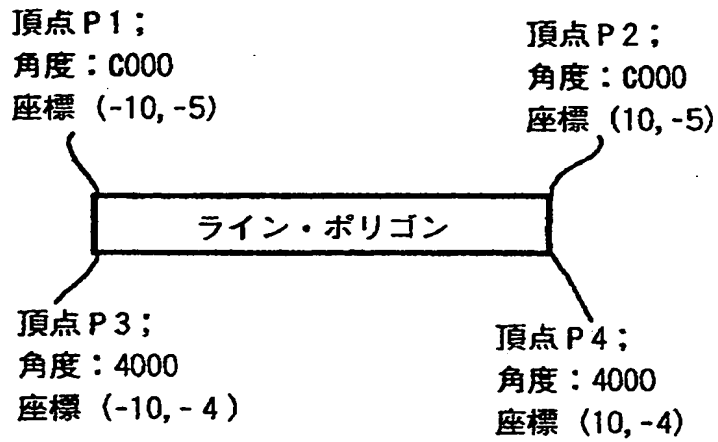 頂点P1;
角度:C000
座標 (-10,-5)
頂点P2;
角度:C000
座標 (10,-5)
ライン・ポリゴン
頂点P3;
角度:4000
座標 (-10,-4)
頂点P4;
角度:4000
座標 (10,-4)